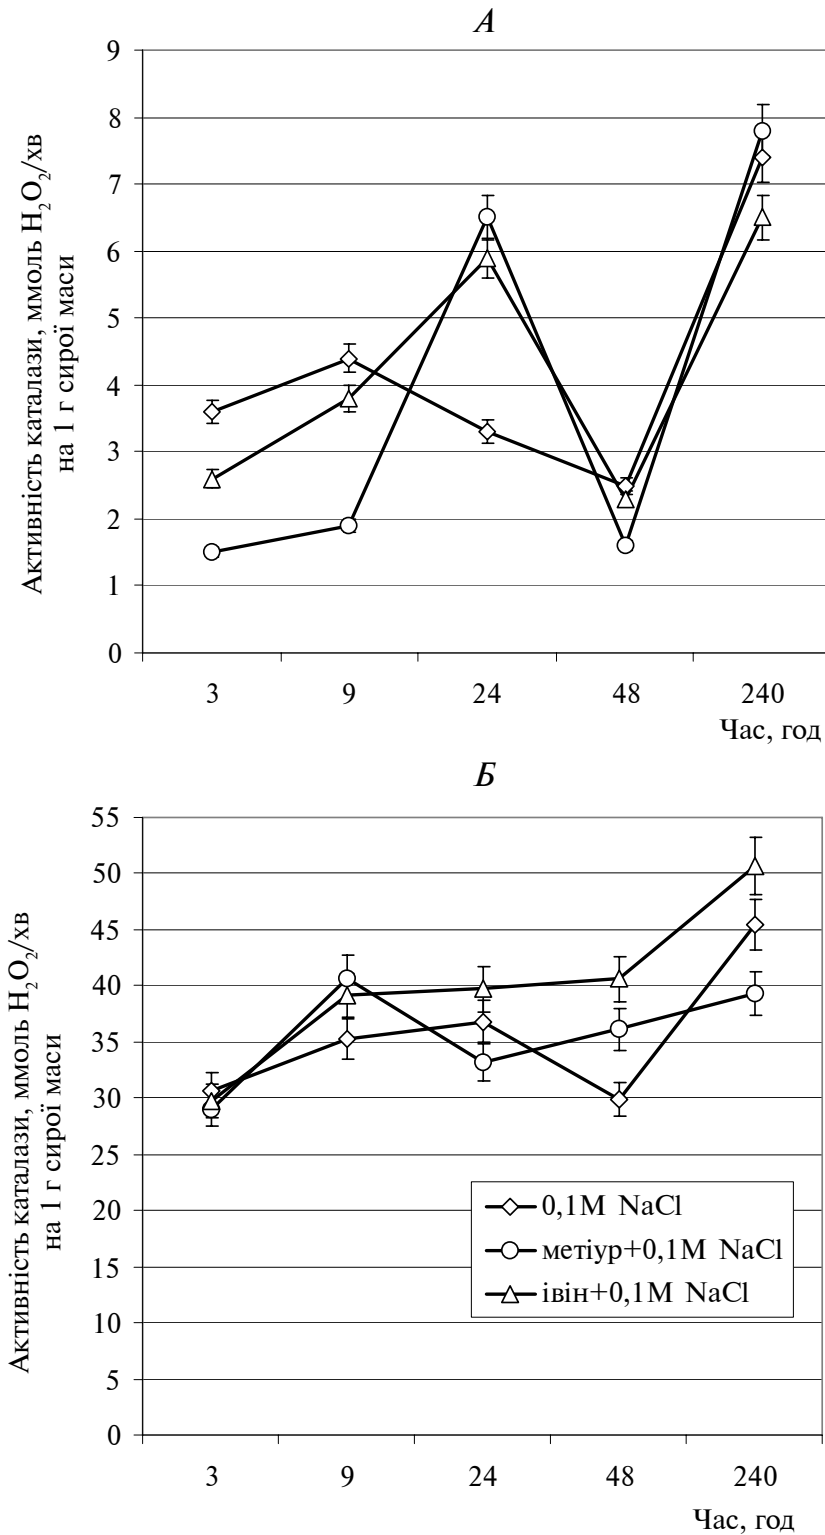 А
Активність каталази, ммоль H₂O₂/хв
на 1 г сирої маси
9
8
7
6
5
4
3
2
1
0
3 9 24 48 240
Час, год
Б
Активність каталази, ммоль H₂O₂/хв
на 1 г сирої маси
55
50
45
40
35
30
25
20
15
10
5
0
0,1М NaCl
метіур+0,1М NaCl
івін+0,1М NaCl
3 9 24 48 240
Час, год